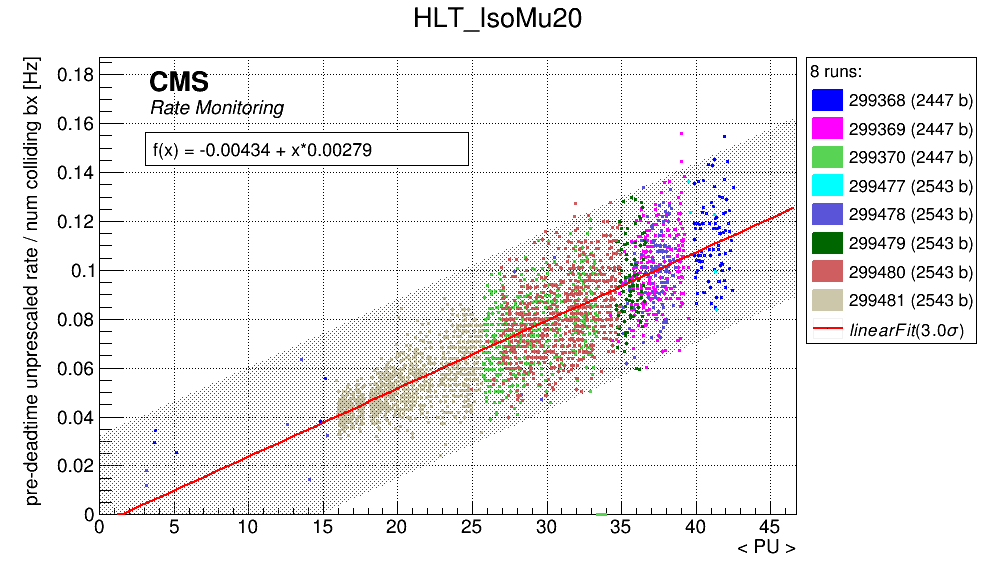 HLT_IsoMu20
pre-deadtime unprescaled rate / num colliding bx [Hz]
0.18
0.16
0.14
0.12
0.1
0.08
0.06
0.04
0.02
0
CMS
Rate Monitoring
f(x) = -0.00434 + x*0.00279
0 5 10 15 20 25 30 35 40 45
< PU >
8 runs:
299368 (2447 b)
299369 (2447 b)
299370 (2447 b)
299477 (2543 b)
299478 (2543 b)
299479 (2543 b)
299480 (2543 b)
299481 (2543 b)
linearFit(3.0σ)